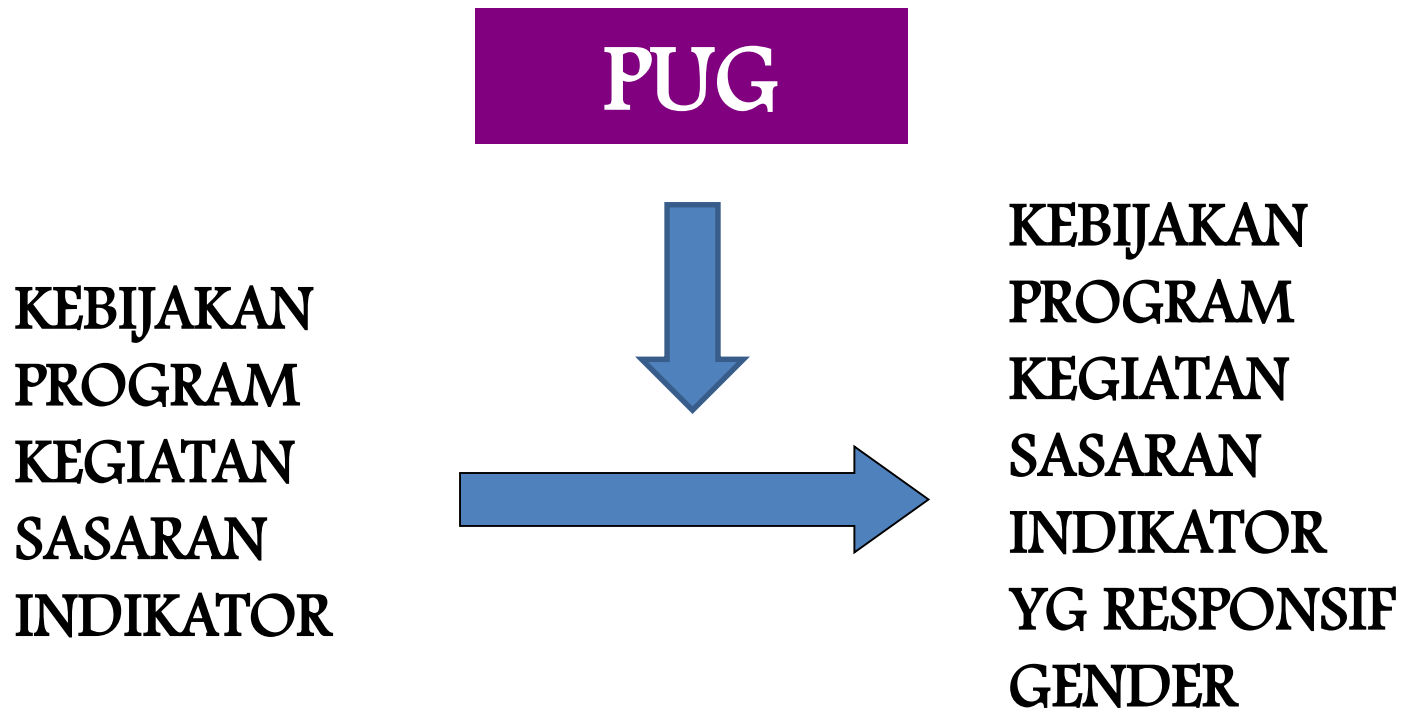 PUG
KEBIJAKAN
PROGRAM
KEGIATAN
SASARAN
INDIKATOR
KEBIJAKAN
PROGRAM
KEGIATAN
SASARAN
INDIKATOR
YG RESPONSIF
GENDER